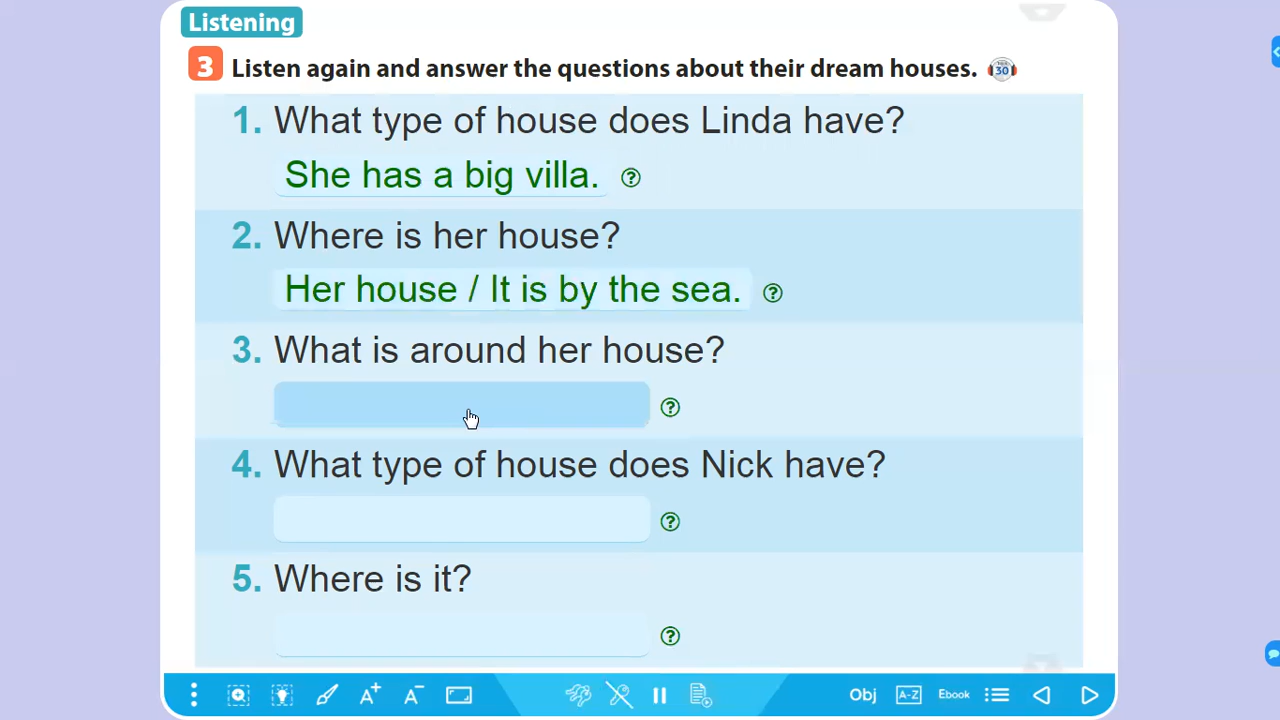 Listening
3 Listen again and answer the questions about their dream houses. 30
1. What type of house does Linda have?
She has a big villa. ?
2. Where is her house?
Her house / It is by the sea. ?
3. What is around her house?
?
4. What type of house does Nick have?
?
5. Where is it?
?
A+ A- Obj A-Z Ebook